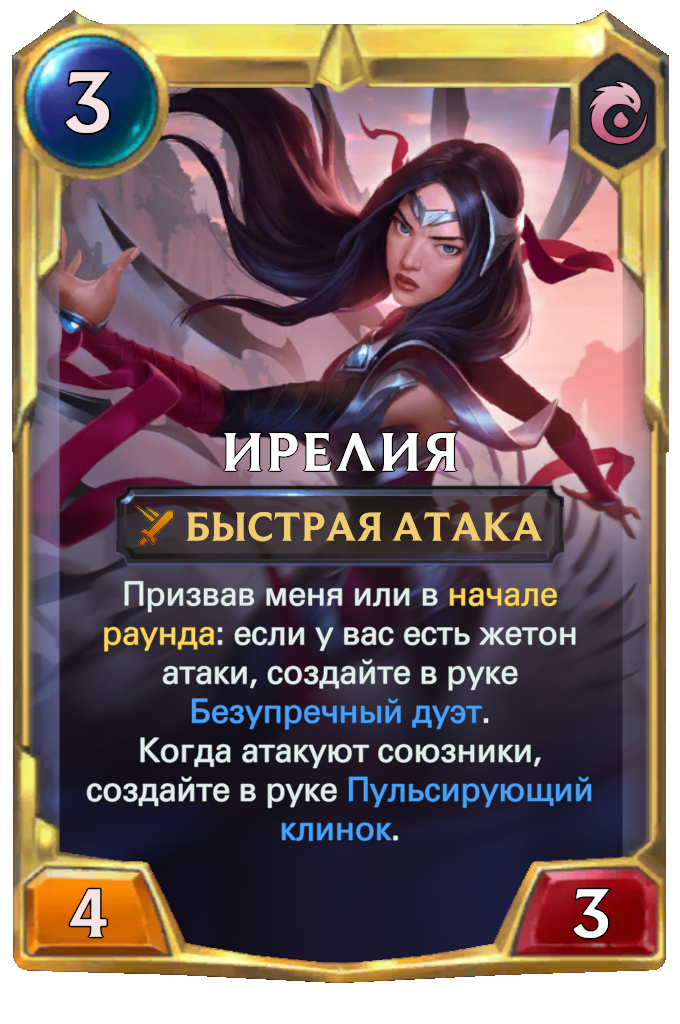 3
ИРЕЛИЯ
БЫСТРАЯ АТАКА
Призвав меня или в начале
раунда: если у вас есть жетон
атаки, создайте в руке
Безупречный дуэт.
Когда атакуют союзники,
создайте в руке Пульсирующий
клинок.
4
3